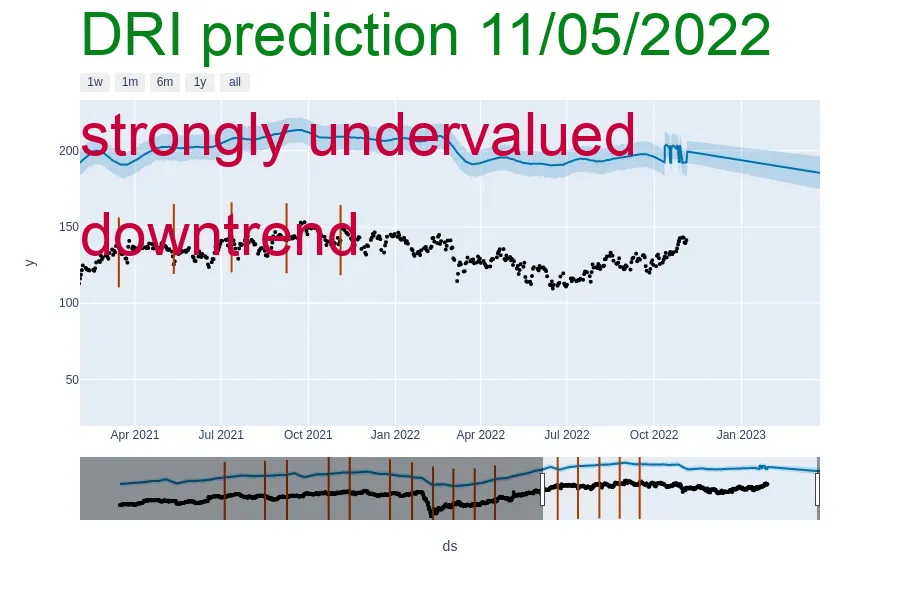 DRI prediction 11/05/2022
1w 1m 6m 1y all
strongly undervalued
200
downtrend
150
y
100
50
Apr 2021 Jul 2021 Oct 2021 Jan 2022 Apr 2022 Jul 2022 Oct 2022 Jan 2023
ds